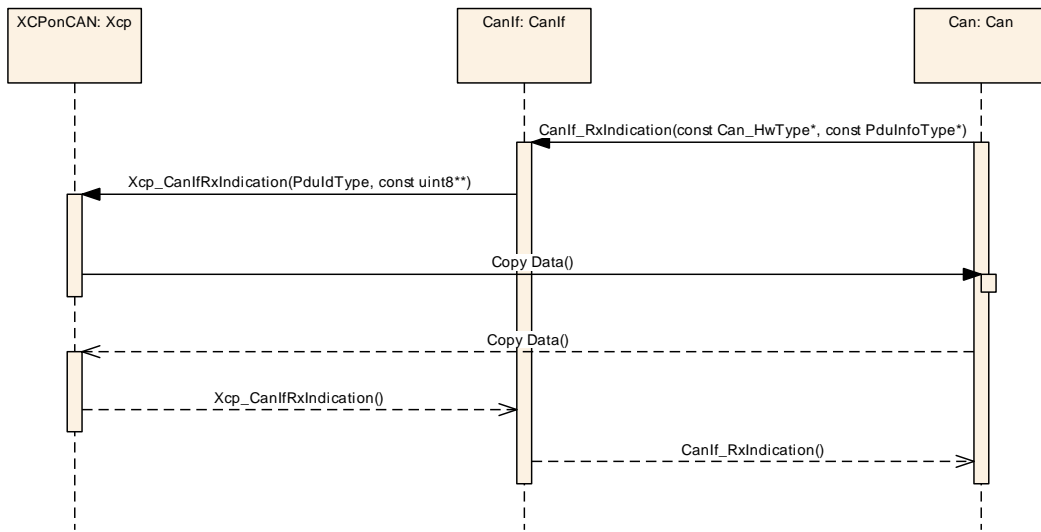 XCPonCAN: Xcp
CanIf: CanIf
Can: Can
CanIf_RxIndication(const Can_HwType*, const PduInfoType*)
Xcp_CanIfRxIndication(PduIdType, const uint8**)
Copy Data()
Copy Data()
Xcp_CanIfRxIndication()
CanIf_RxIndication()